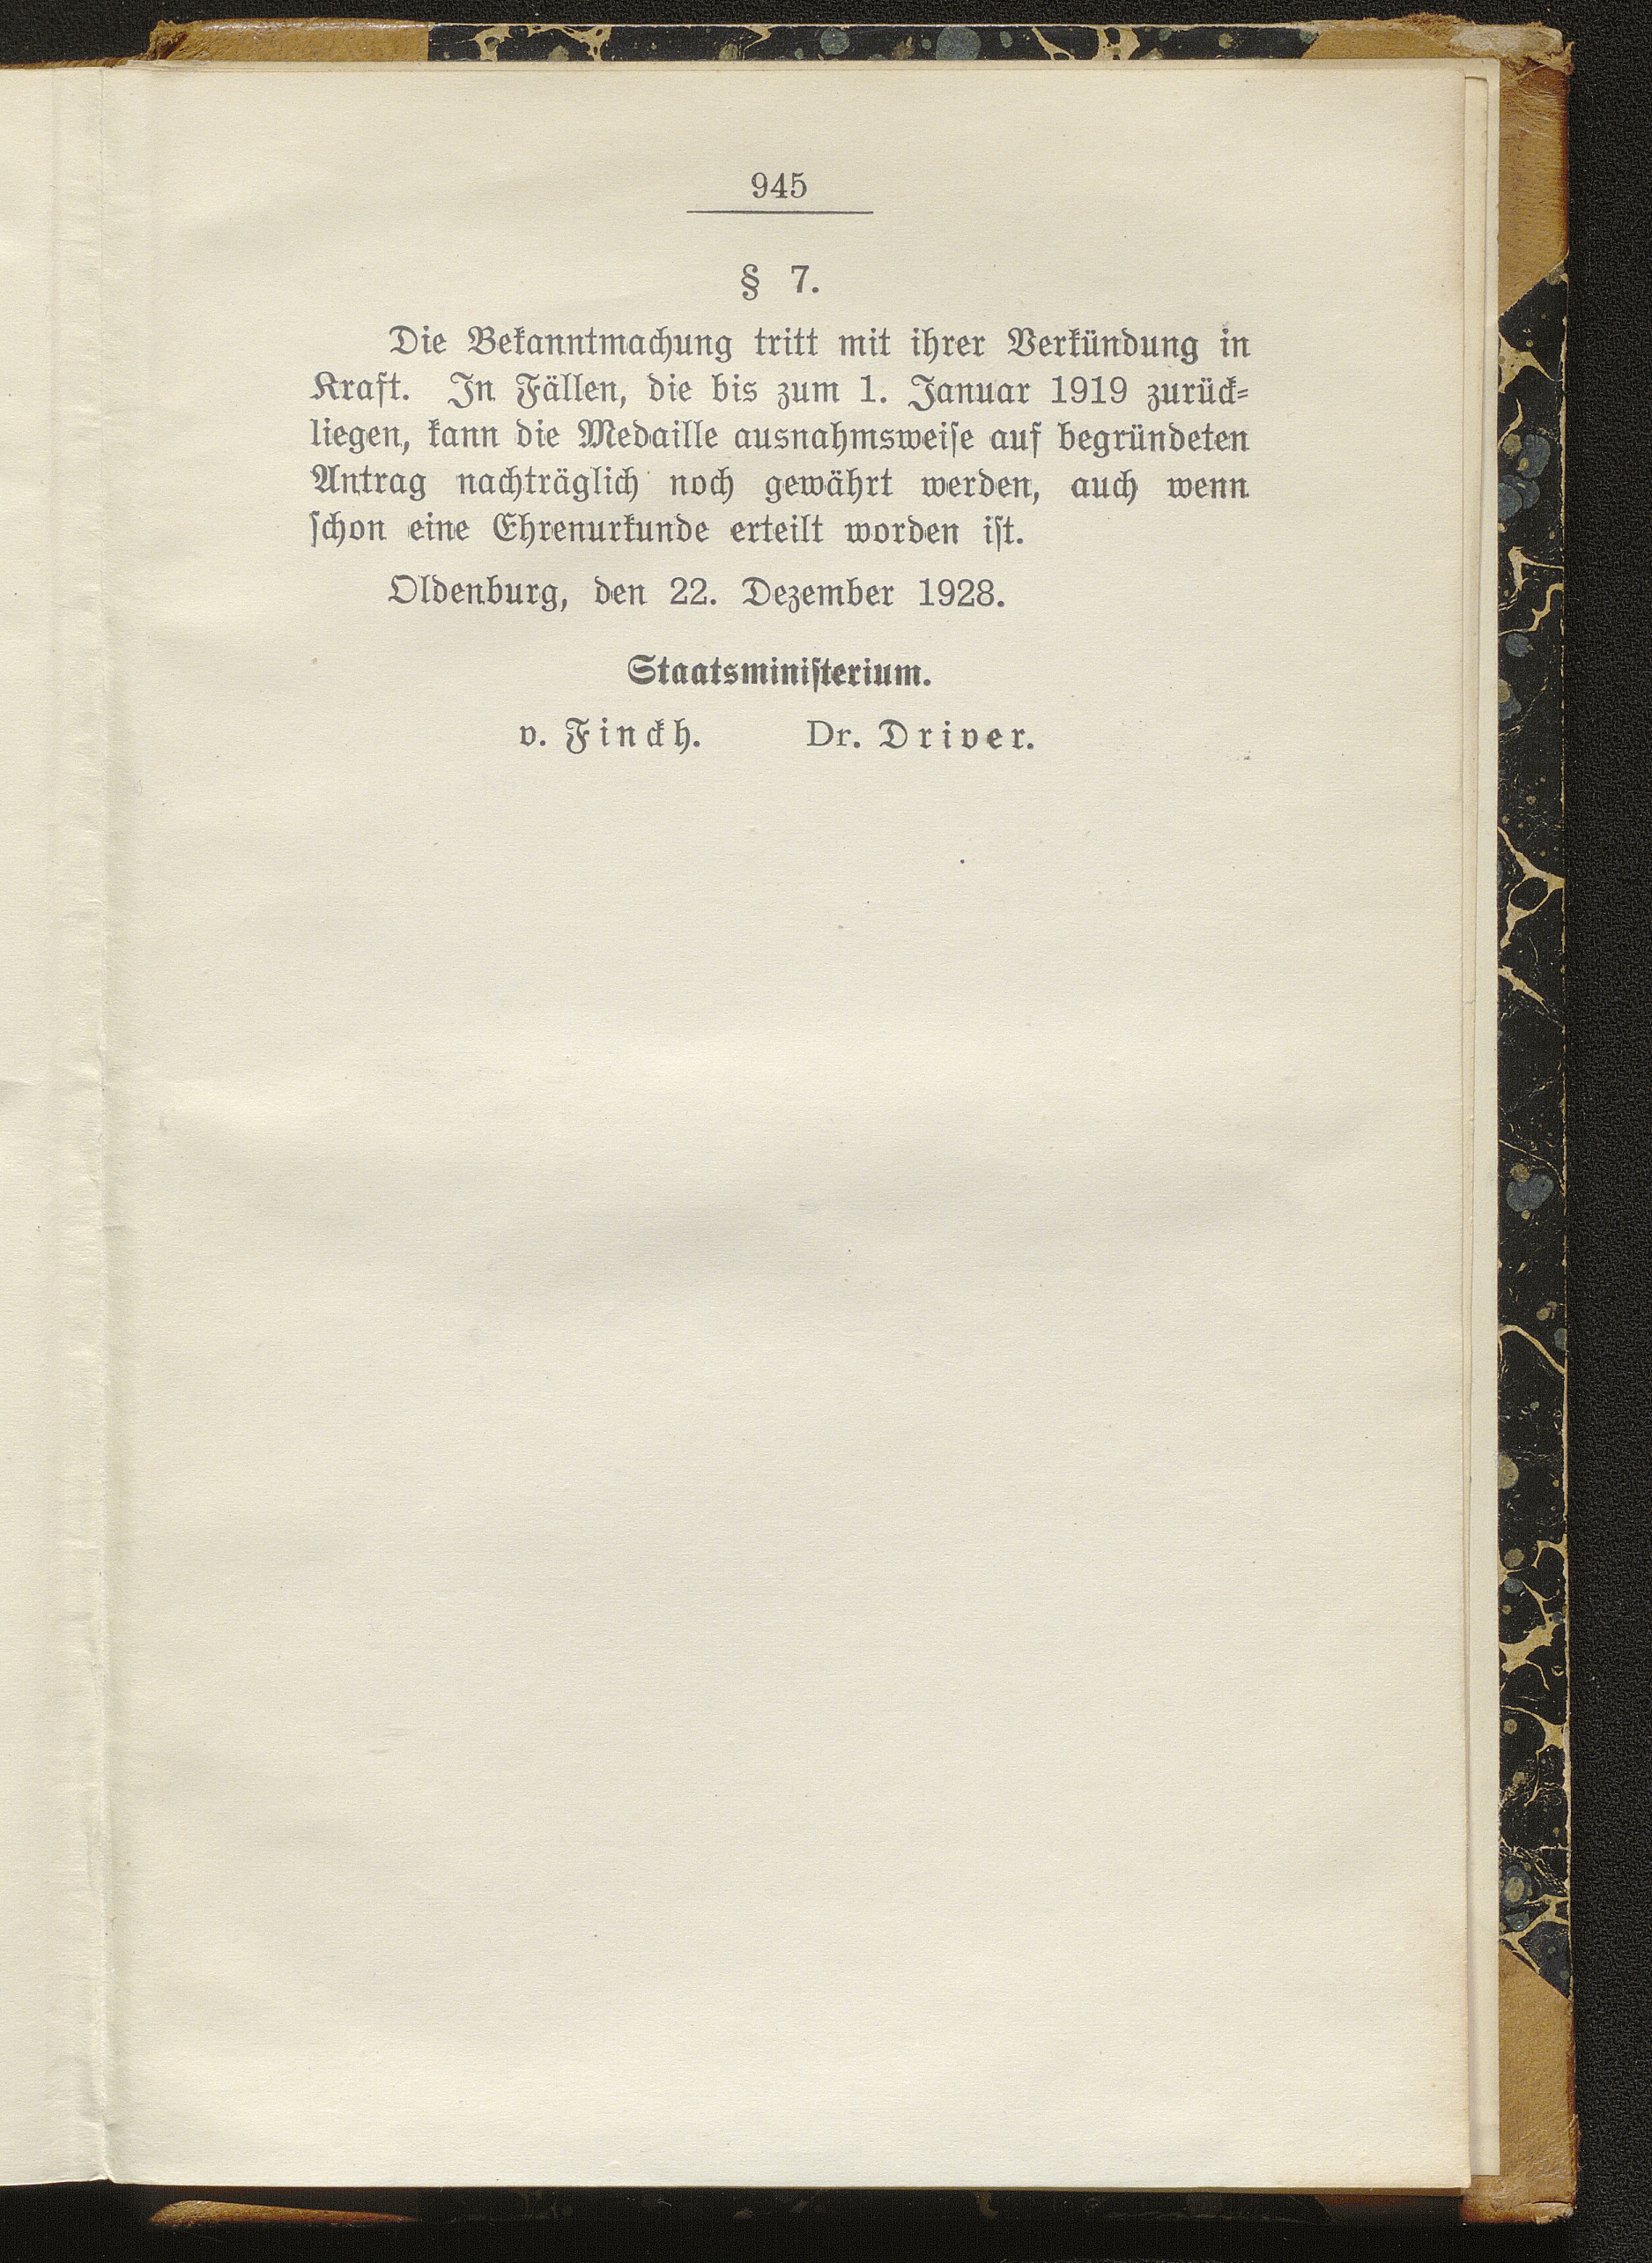 945
§ 7.
Die Bekanntmachung tritt mit ihrer Verkündung in
Kraft. In Fällen, die bis zum 1. Januar 1919 zurück-
liegen, kann die Medaille ausnahmsweise auf begründeten
Antrag nachträglich noch gewährt werden, auch wenn
schon eine Ehrenurkunde erteilt worden ist.
Oldenburg, den 22. Dezember 1928.
Staatsministerium.
v. Finckh. Dr. Driver.